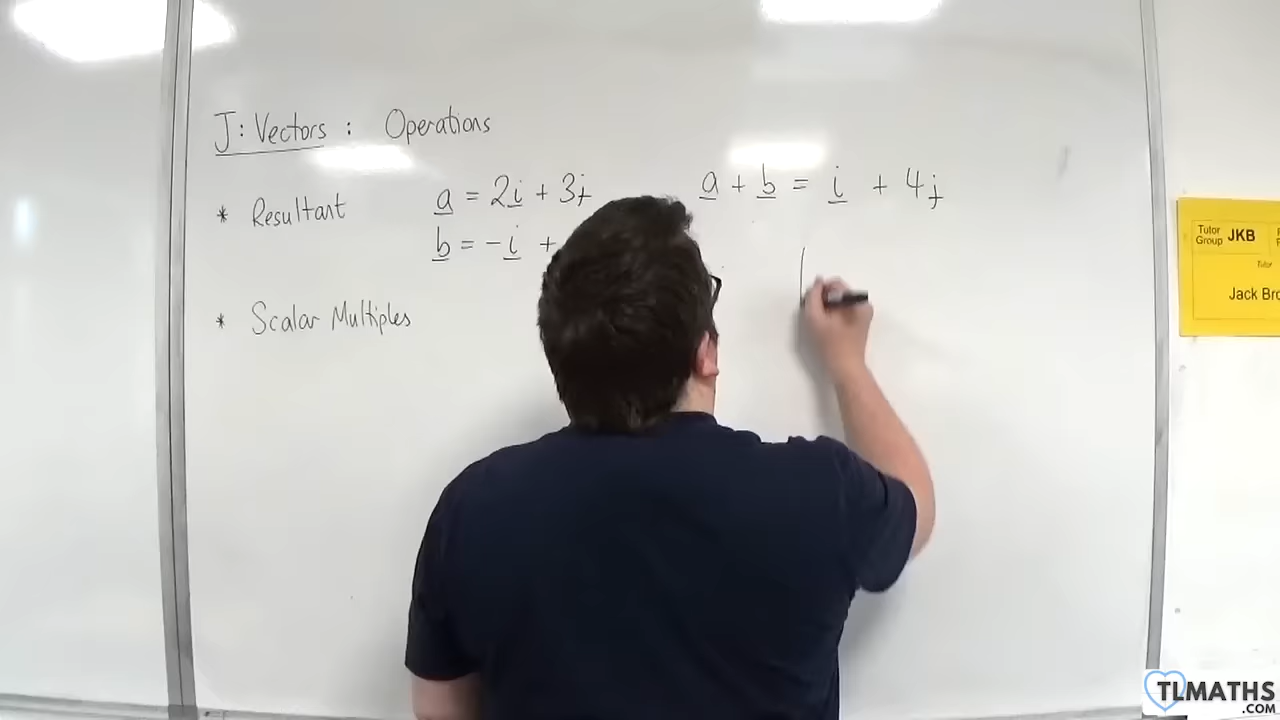 J: Vectors : Operations
* Resultant a = 2i + 3j a + b = i + 4j
b = -i +
* Scalar Multiples
Tutor Group JKB
Tutor
Jack Bro
TLMATHS
.COM